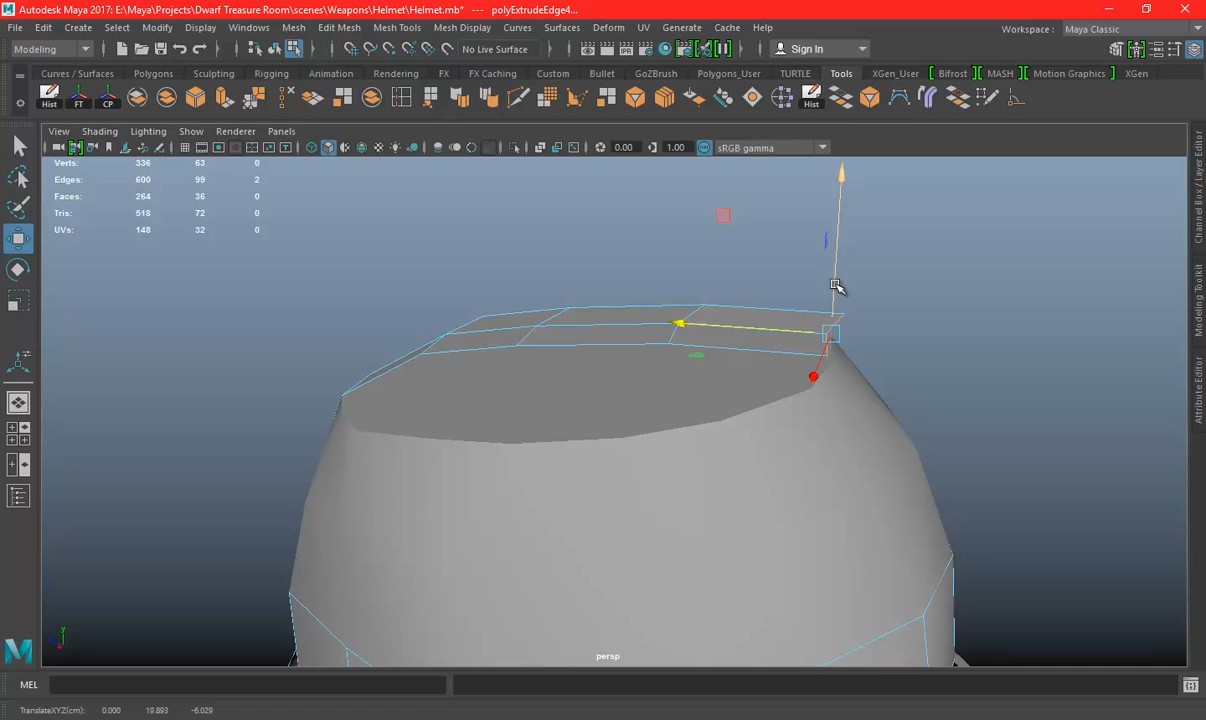 Autodesk Maya 2017: E:\Maya\Projects\Dwarf Treasure Room\scenes\Weapons\Helmet\Helmet.mb* --- polyExtrudeEdge4...
File Edit Create Select Modify Display Windows Mesh Edit Mesh Mesh Tools Mesh Display Curves Surfaces Deform UV Generate Cache Help Workspace : Maya Classic
Modeling No Live Surface Sign In
Curves / Surfaces Polygons Sculpting Rigging Animation Rendering FX FX Caching Custom Bullet GoZBrush Polygons_User TURTLE Tools XGen_User Bifrost MASH Motion Graphics XGen
Hist FT CP Hist
View Shading Lighting Show Renderer Panels
0.00 1.00 ON sRGB gamma
Verts: 336 63 0
Edges: 600 99 2
Faces: 264 36 0
Tris: 518 72 0
UVs: 148 32 0
Channel Box / Layer Editor
Modeling Toolkit
Attribute Editor
y
persp
MEL
TranslateXYZ(cm): 0.000 19.893 -6.029